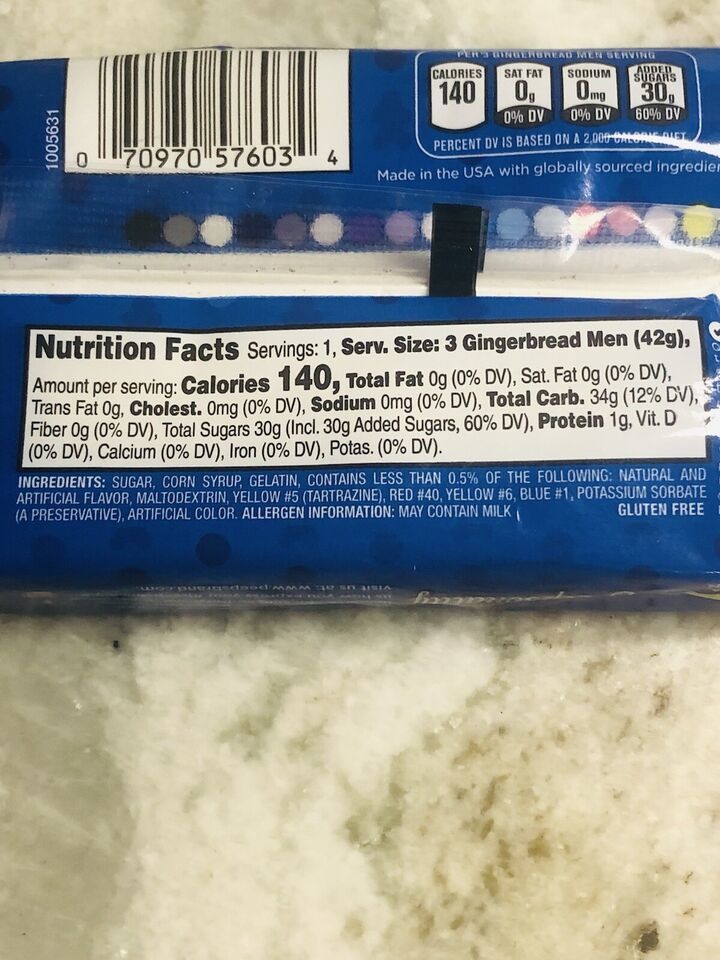 PER 3 GINGERBREAD MEN SERVING
CALORIES 140
SAT FAT 0g 0% DV
SODIUM 0mg 0% DV
ADDED SUGARS 30g 60% DV
PERCENT DV IS BASED ON A 2,000 CALORIE DIET
1005631
0 70970 57603 4
Made in the USA with globally sourced
Nutrition Facts Servings: 1, Serv. Size: 3 Gingerbread Men (42g),
Amount per serving: Calories 140, Total Fat 0g (0% DV), Sat. Fat 0g (0% DV),
Trans Fat 0g, Cholest. 0mg (0% DV), Sodium 0mg (0% DV), Total Carb. 34g (12% DV),
Fiber 0g (0% DV), Total Sugars 30g (Incl. 30g Added Sugars, 60% DV), Protein 1g, Vit. D
(0% DV), Calcium (0% DV), Iron (0% DV), Potas. (0% DV).
INGREDIENTS: SUGAR, CORN SYRUP, GELATIN, CONTAINS LESS THAN 0.5% OF THE FOLLOWING: NATURAL AND
ARTIFICIAL FLAVOR, MALTODEXTRIN, YELLOW #5 (TARTRAZINE), RED #40, YELLOW #6, BLUE #1, POTASSIUM SORBATE
(A PRESERVATIVE), ARTIFICIAL COLOR. ALLERGEN INFORMATION: MAY CONTAIN MILK
GLUTEN FREE
visit us at: www.peepsbrand.com